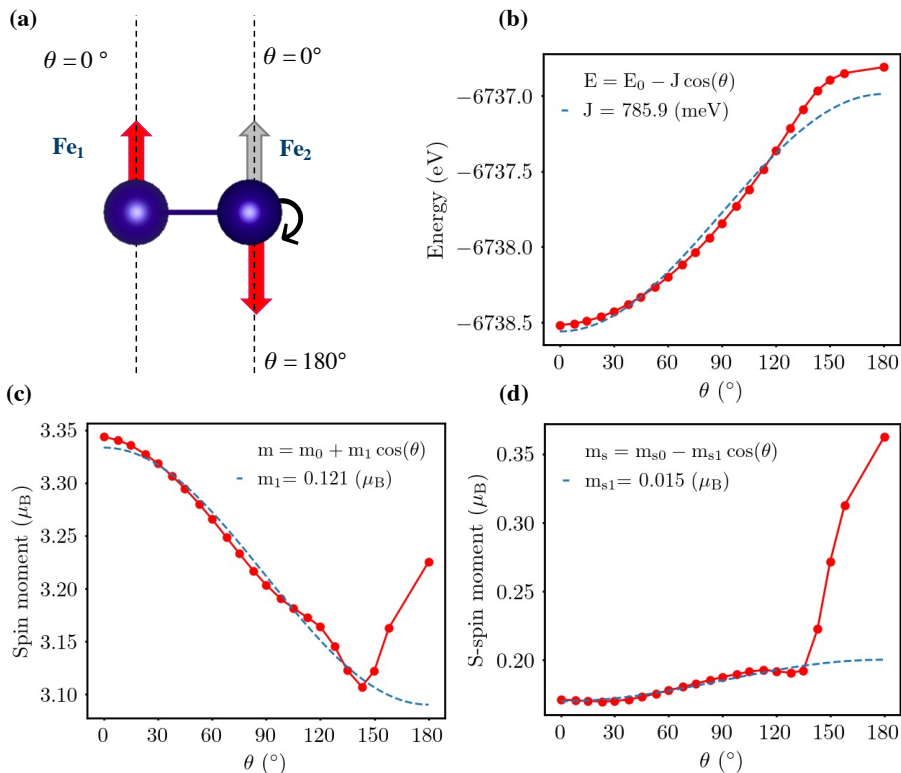 (a)
θ = 0 °
θ = 0°
Fe₁
Fe₂
θ = 180°
(b)
E = E₀ − J cos(θ)
J = 785.9 (meV)
Energy (eV)
−6737.0
−6737.5
−6738.0
−6738.5
0 30 60 90 120 150 180
θ (°)
(c)
m = m₀ + m₁ cos(θ)
m₁= 0.121 (μ_B)
Spin moment (μ_B)
3.35
3.30
3.25
3.20
3.15
3.10
0 30 60 90 120 150 180
θ (°)
(d)
mₛ = mₛ₀ − mₛ₁ cos(θ)
mₛ₁= 0.015 (μ_B)
S-spin moment (μ_B)
0.35
0.30
0.25
0.20
0 30 60 90 120 150 180
θ (°)